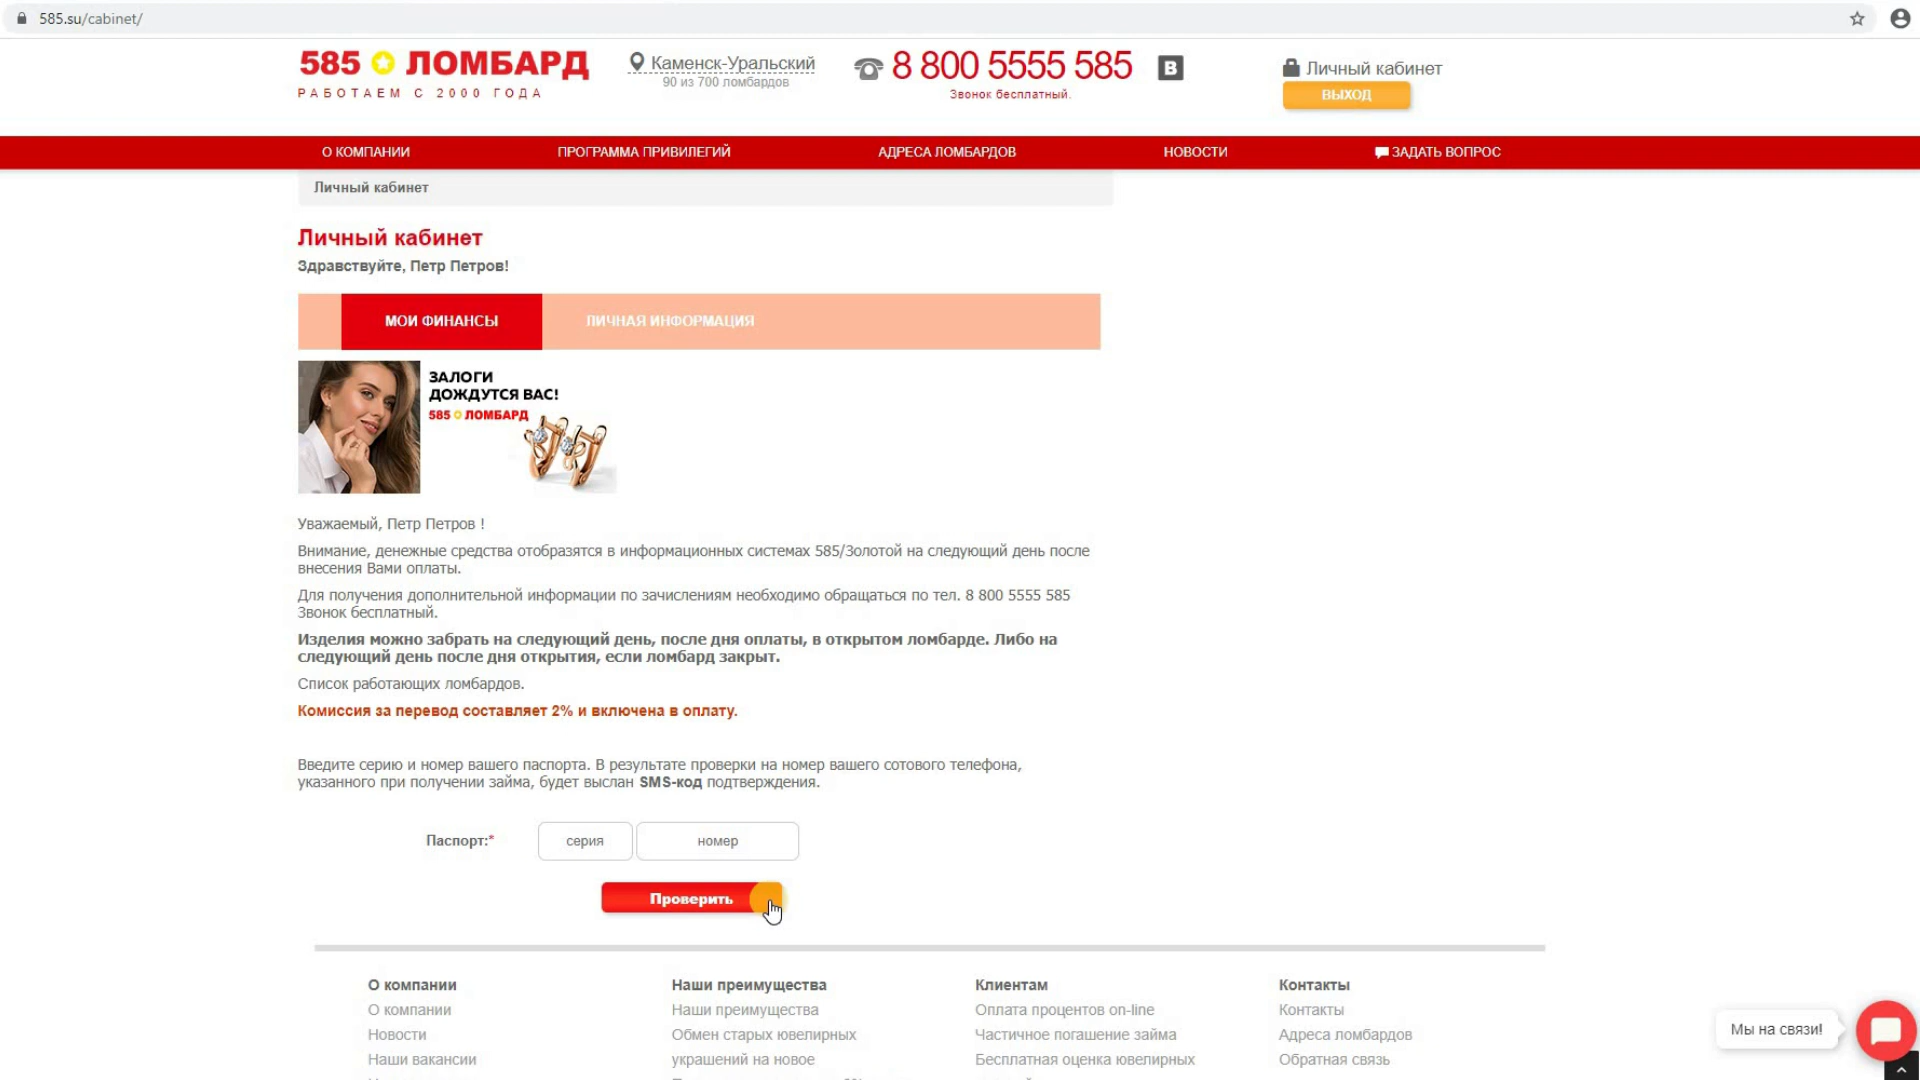 585.su/cabinet/
585 ЛОМБАРД
РАБОТАЕМ С 2000 ГОДА
Каменск-Уральский
90 из 700 ломбардов
8 800 5555 585
Звонок бесплатный.
В
Личный кабинет
ВЫХОД
О КОМПАНИИ
ПРОГРАММА ПРИВИЛЕГИЙ
АДРЕСА ЛОМБАРДОВ
НОВОСТИ
ЗАДАТЬ ВОПРОС
Личный кабинет
Личный кабинет
Здравствуйте, Петр Петров!
МОИ ФИНАНСЫ
ЛИЧНАЯ ИНФОРМАЦИЯ
ЗАЛОГИ
ДОЖДУТСЯ ВАС!
585 ЛОМБАРД
Уважаемый, Петр Петров !
Внимание, денежные средства отобразятся в информационных системах 585/Золотой на следующий день после
внесения Вами оплаты.
Для получения дополнительной информации по зачислениям необходимо обращаться по тел. 8 800 5555 585
Звонок бесплатный.
Изделия можно забрать на следующий день, после дня оплаты, в открытом ломбарде. Либо на
следующий день после дня открытия, если ломбард закрыт.
Список работающих ломбардов.
Комиссия за перевод составляет 2% и включена в оплату.
Введите серию и номер вашего паспорта. В результате проверки на номер вашего сотового телефона,
указанного при получении займа, будет выслан SMS-код подтверждения.
Паспорт:*
серия
номер
Проверить
О компании
О компании
Новости
Наши вакансии
Наши преимущества
Наши преимущества
Обмен старых ювелирных
украшений на новое
Клиентам
Оплата процентов on-line
Частичное погашение займа
Бесплатная оценка ювелирных
Контакты
Контакты
Адреса ломбардов
Обратная связь
Мы на связи!